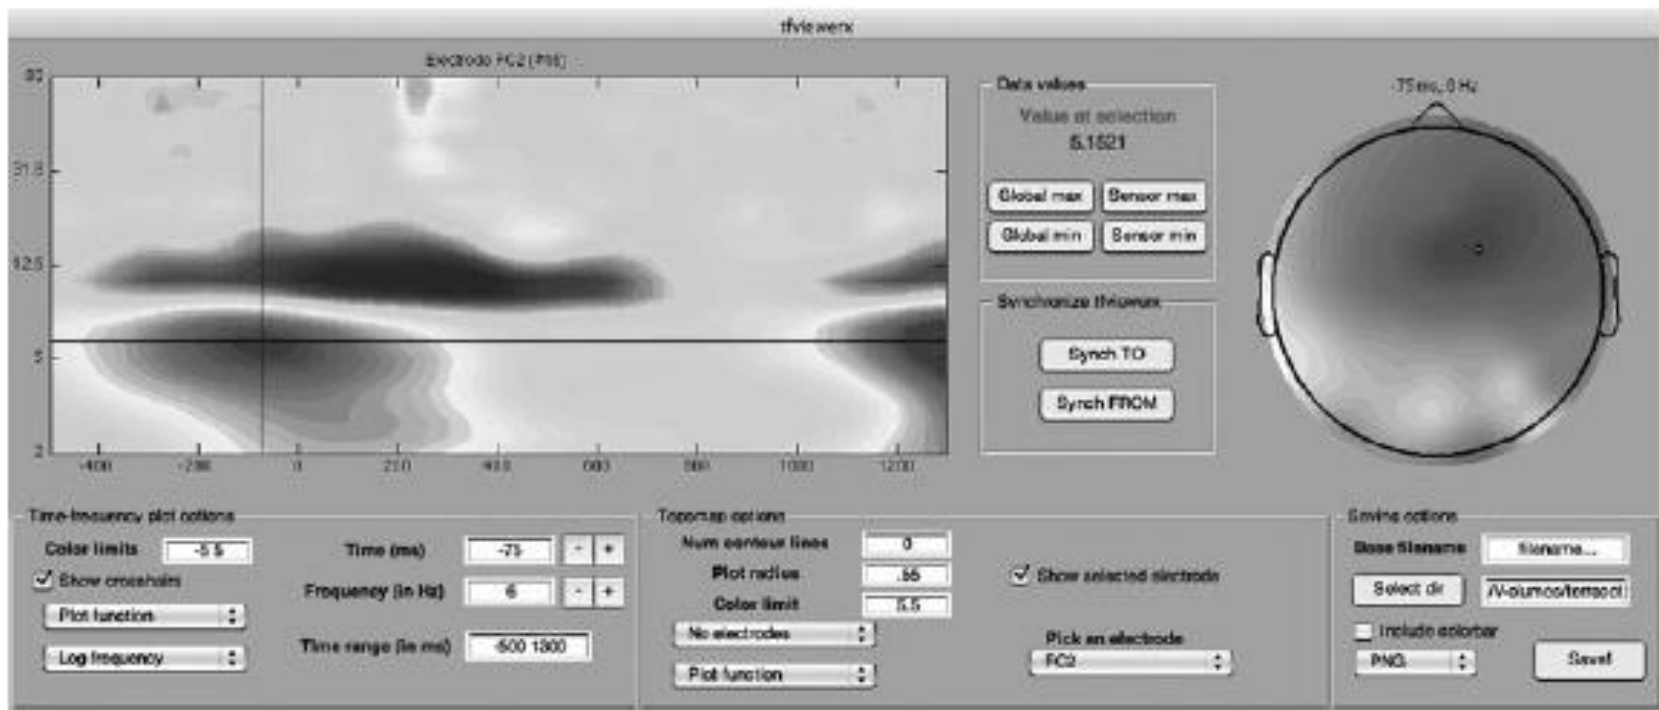 tfviewerx
Electrode FC2 (#46)
80
31.6
12.5
5
2
-400 -200 0 200 400 600 800 1000 1200
Data values
Value at selection
5.1521
Global max Sensor max
Global min Sensor min
Synchronize tfviewerx
Synch TO
Synch FROM
-75 ms, 6 Hz
Time-frequency plot options
Color limits -5 5
Show crosshairs
Plot function
Log frequency
Time (ms) -75 - +
Frequency (in Hz) 6 - +
Time range (in ms) -500 1300
Topomap options
Num contour lines 0
Plot radius
Color limit 5.5
No electrodes
Plot function
Show selected electrode
Pick an electrode
FC2
Saving options
Base filename filename...
Select dir
Include colorbar
PNG
Save!